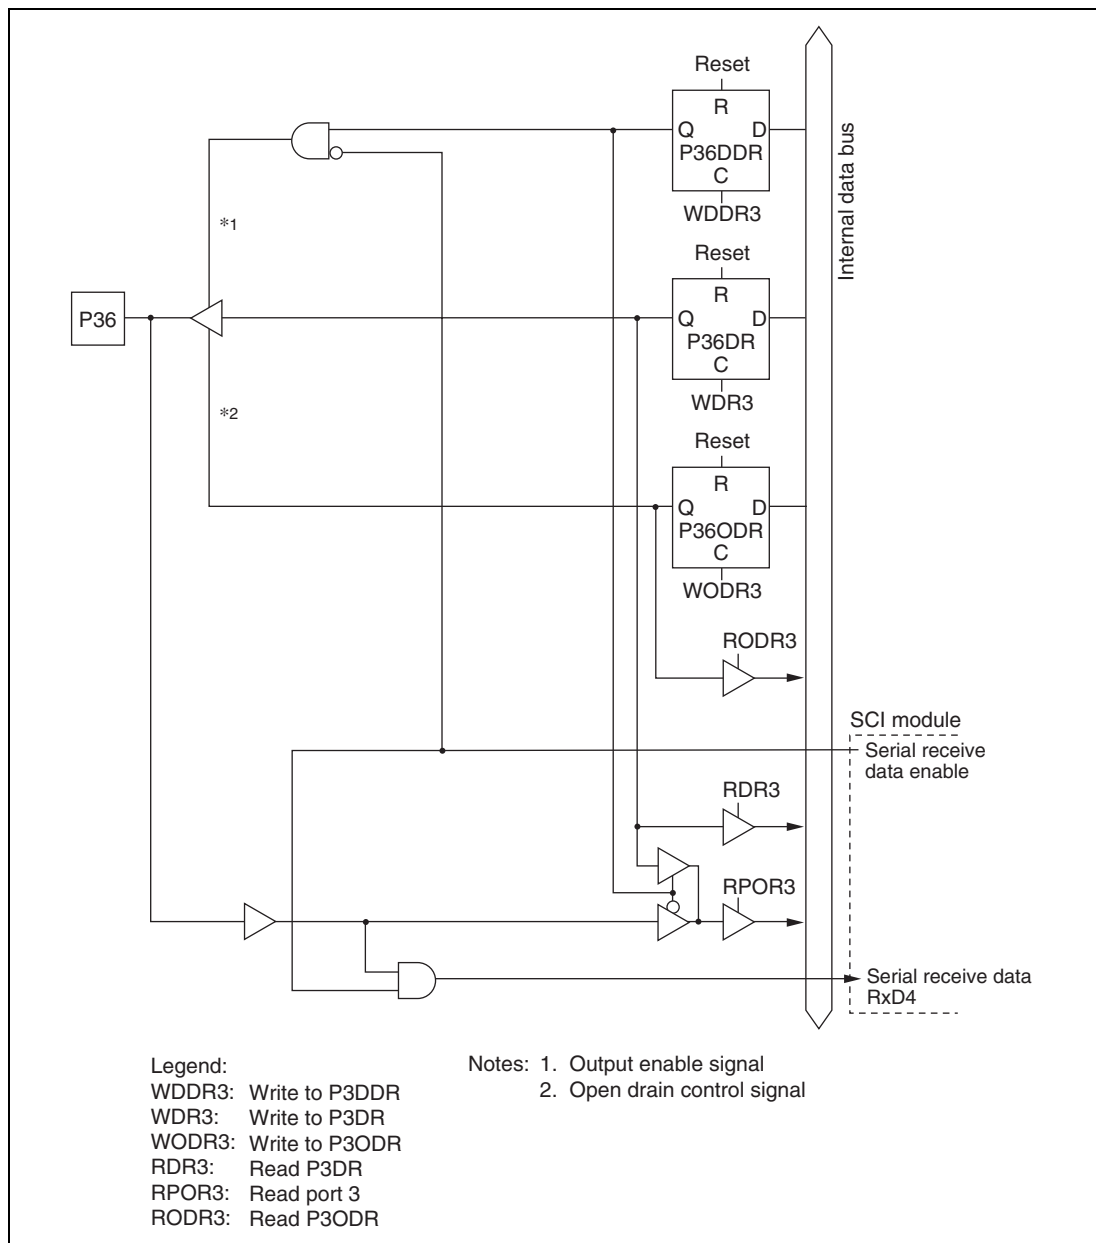 Reset
R
Q D
P36DDR
C
WDDR3
Internal data bus
*1
Reset
R
P36
Q D
P36DR
C
WDR3
*2
Reset
R
Q D
P36ODR
C
WODR3
RODR3
SCI module
Serial receive
data enable
RDR3
RPOR3
Serial receive data
RxD4
Legend:
WDDR3: Write to P3DDR
WDR3: Write to P3DR
WODR3: Write to P3ODR
RDR3: Read P3DR
RPOR3: Read port 3
RODR3: Read P3ODR
Notes: 1. Output enable signal
2. Open drain control signal